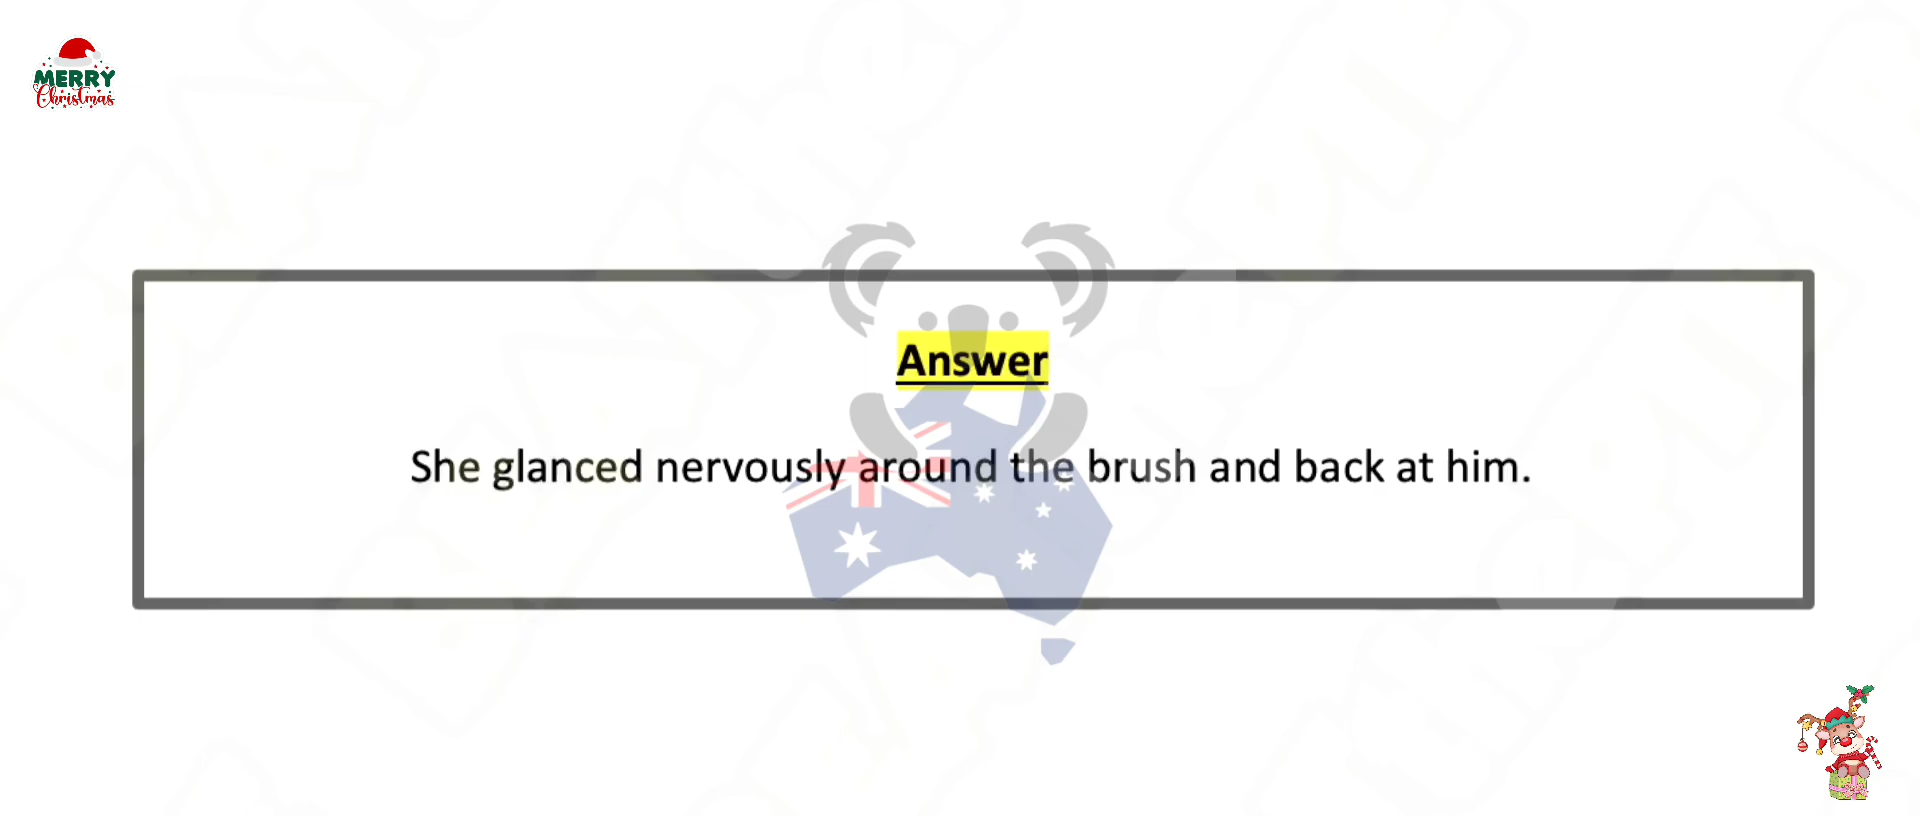 MERRY
Christmas
Answer
She glanced nervously around the brush and back at him.